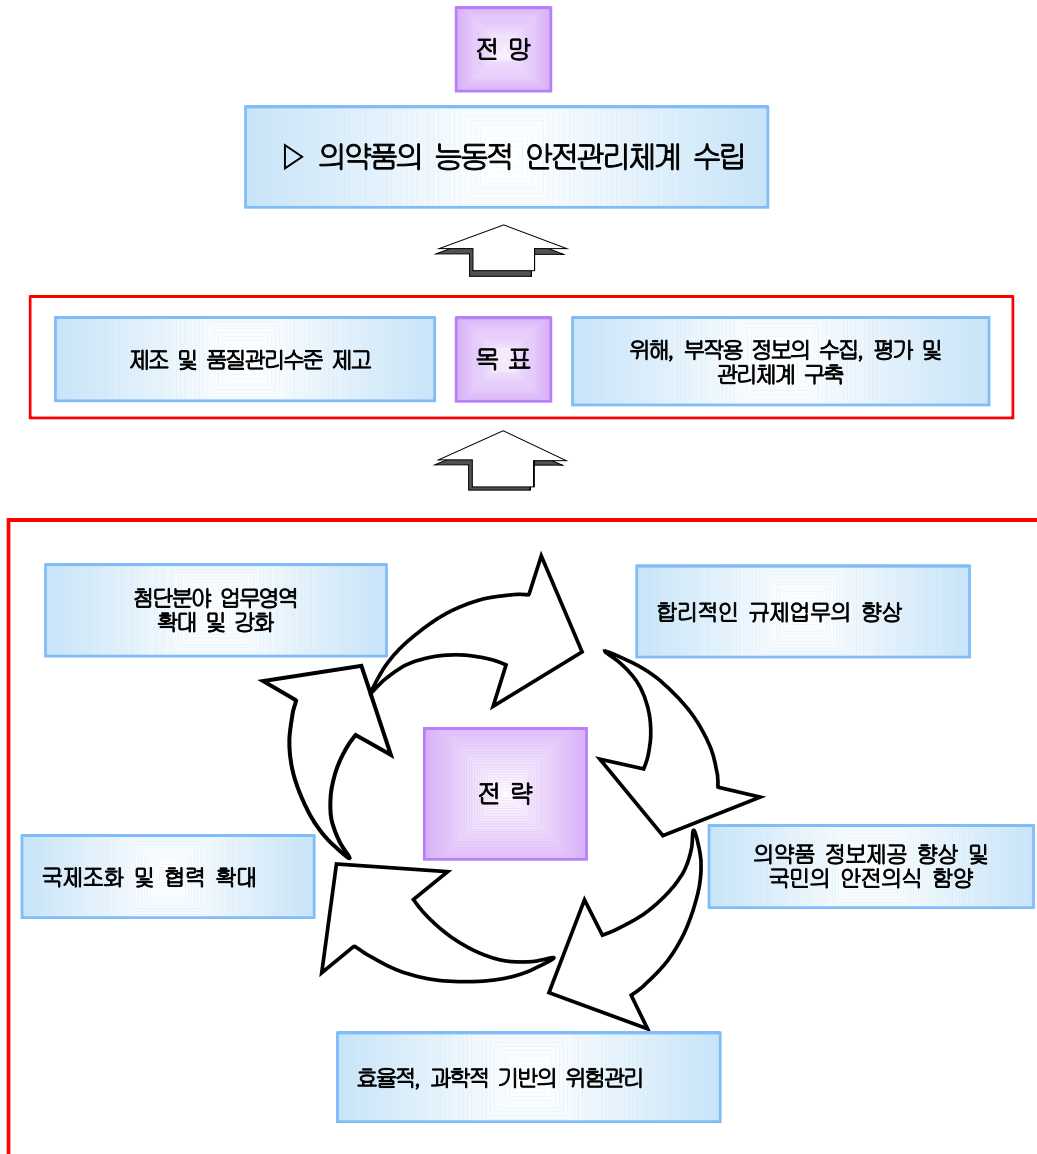 전 망
▷ 의약품의 능동적 안전관리체계 수립
제조 및 품질관리수준 제고
목 표
위해, 부작용 정보의 수집, 평가 및
관리체계 구축
첨단분야 업무영역
확대 및 강화
합리적인 규제업무의 향상
전 략
국제조화 및 협력 확대
의약품 정보제공 향상 및
국민의 안전의식 함양
효율적, 과학적 기반의 위험관리